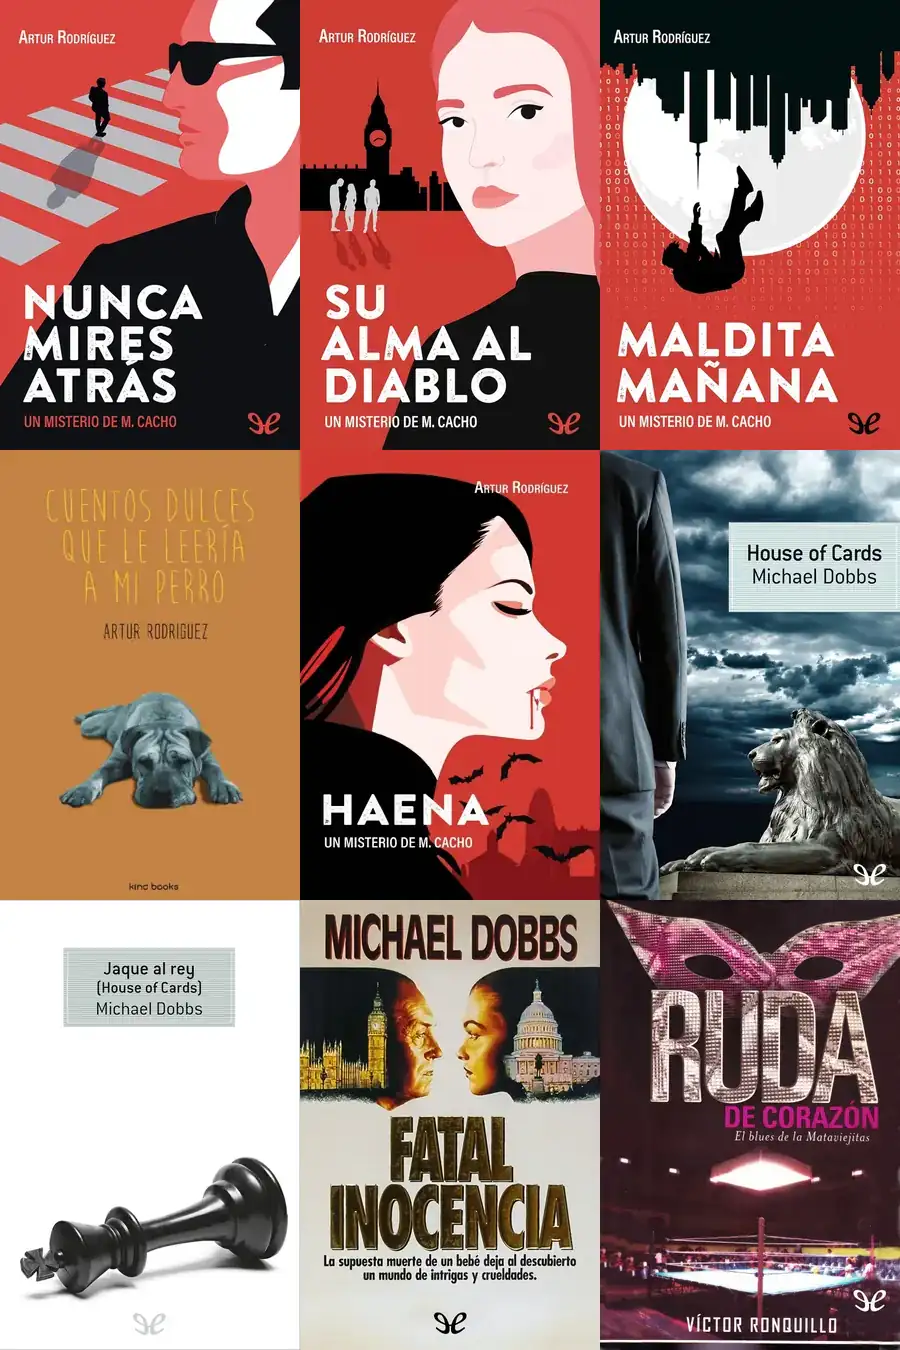 Artur Rodríguez
NUNCA
MIRES
ATRÁS
UN MISTERIO DE M. CACHO
Artur Rodríguez
SU
ALMA AL
DIABLO
UN MISTERIO DE M. CACHO
Artur Rodríguez
MALDITA
MAÑANA
UN MISTERIO DE M. CACHO
CUENTOS DULCES
QUE LE LEERÍA
A MI PERRO
ARTUR RODRIGUEZ
kind books
Artur Rodríguez
HAENA
UN MISTERIO DE M. CACHO
House of Cards
Michael Dobbs
Jaque al rey
(House of Cards)
Michael Dobbs
MICHAEL DOBBS
FATAL
INOCENCIA
La supuesta muerte de un bebé deja al descubierto
un mundo de intrigas y crueldades.
RUDA
DE CORAZÓN
El blues de la Mataviejitas
VÍCTOR RONQUILLO